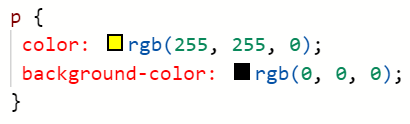 p {
color: rgb(255, 255, 0);
background-color: rgb(0, 0, 0);
}